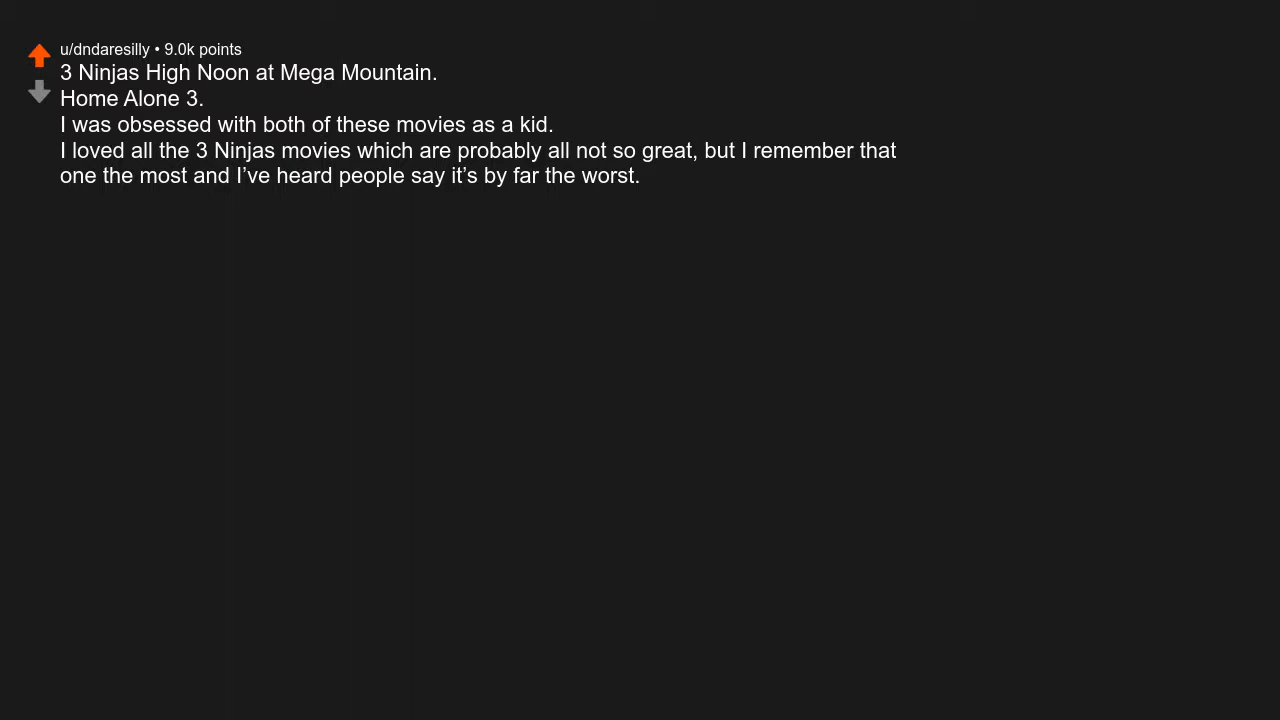 u/dndaresilly • 9.0k points
3 Ninjas High Noon at Mega Mountain.
Home Alone 3.
I was obsessed with both of these movies as a kid.
I loved all the 3 Ninjas movies which are probably all not so great, but I remember that
one the most and I’ve heard people say it’s by far the worst.